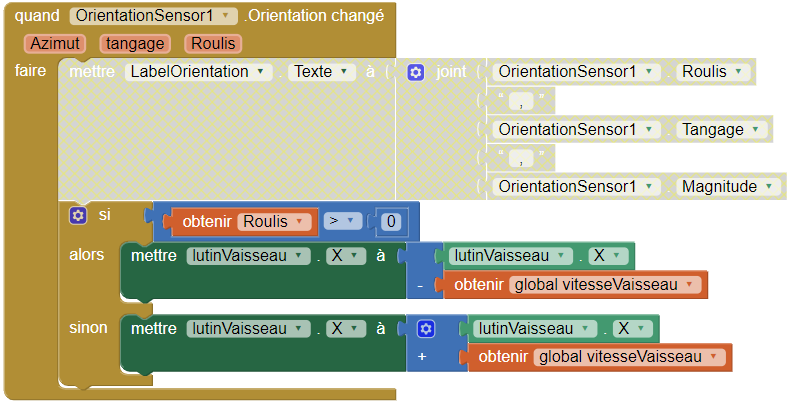 quand OrientationSensor1 .Orientation changé
Azimut tangage Roulis
faire mettre LabelOrientation . Texte à joint OrientationSensor1 . Roulis
“ , ”
OrientationSensor1 . Tangage
“ , ”
OrientationSensor1 . Magnitude
si obtenir Roulis > 0
alors mettre lutinVaisseau . X à lutinVaisseau . X
- obtenir global vitesseVaisseau
sinon mettre lutinVaisseau . X à lutinVaisseau . X
+ obtenir global vitesseVaisseau